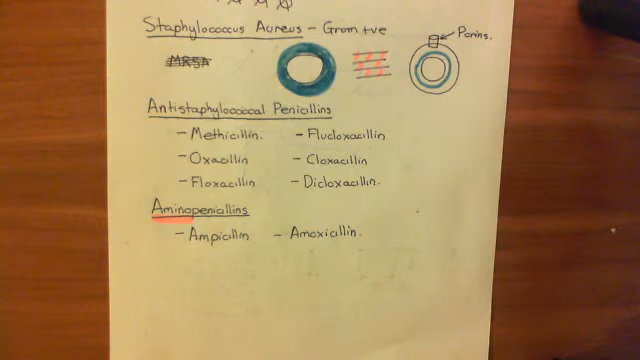 Staphylococcus Aureus - Gram +ve
Porins.
MRSA
Antistaphylococcal Penicillins
- Methicillin. - Flucloxacillin
- Oxacillin - Cloxacillin
- Floxacillin - Dicloxacillin.
Aminopenicillins
- Ampicillin - Amoxicillin.